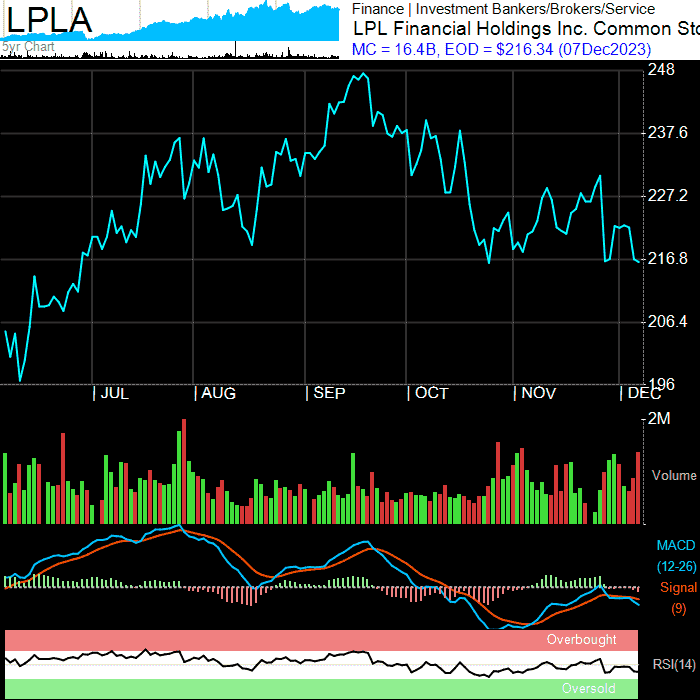 LPLA
Finance | Investment Bankers/Brokers/Service
LPL Financial Holdings Inc. Common Sto
5yr Chart
MC = 16.4B, EOD = $216.34 (07Dec2023)
248
237.6
227.2
216.8
206.4
196
| JUL | AUG | SEP | OCT | NOV | DEC
2M
Volume
MACD
(12-26)
Signal
(9)
Overbought
RSI(14)
Oversold